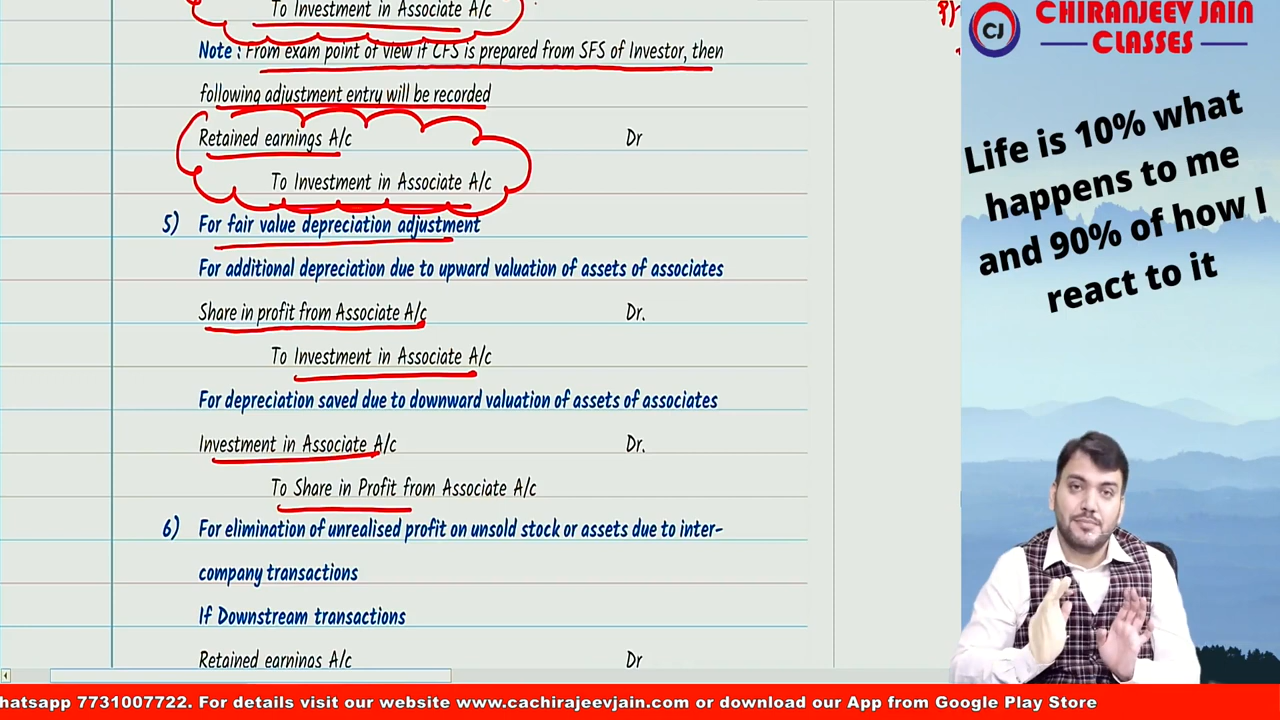 To Investment in Associate A/c
Note : From exam point of view if CFS is prepared from SFS of Investor, then
following adjustment entry will be recorded
Retained earnings A/c Dr
To Investment in Associate A/c
5) For fair value depreciation adjustment
For additional depreciation due to upward valuation of assets of associates
Share in profit from Associate A/c Dr.
To Investment in Associate A/c
For depreciation saved due to downward valuation of assets of associates
Investment in Associate A/c Dr.
To Share in Profit from Associate A/c
6) For elimination of unrealised profit on unsold stock or assets due to inter-
company transactions
If Downstream transactions
Retained earnings A/c Dr
CJ
CHIRANJEEV JAIN
CLASSES
Life is 10% what
happens to me
and 90% of how I
react to it
hatsapp 7731007722. For details visit our website www.cachirajeevjain.com or download our App from Google Play Store